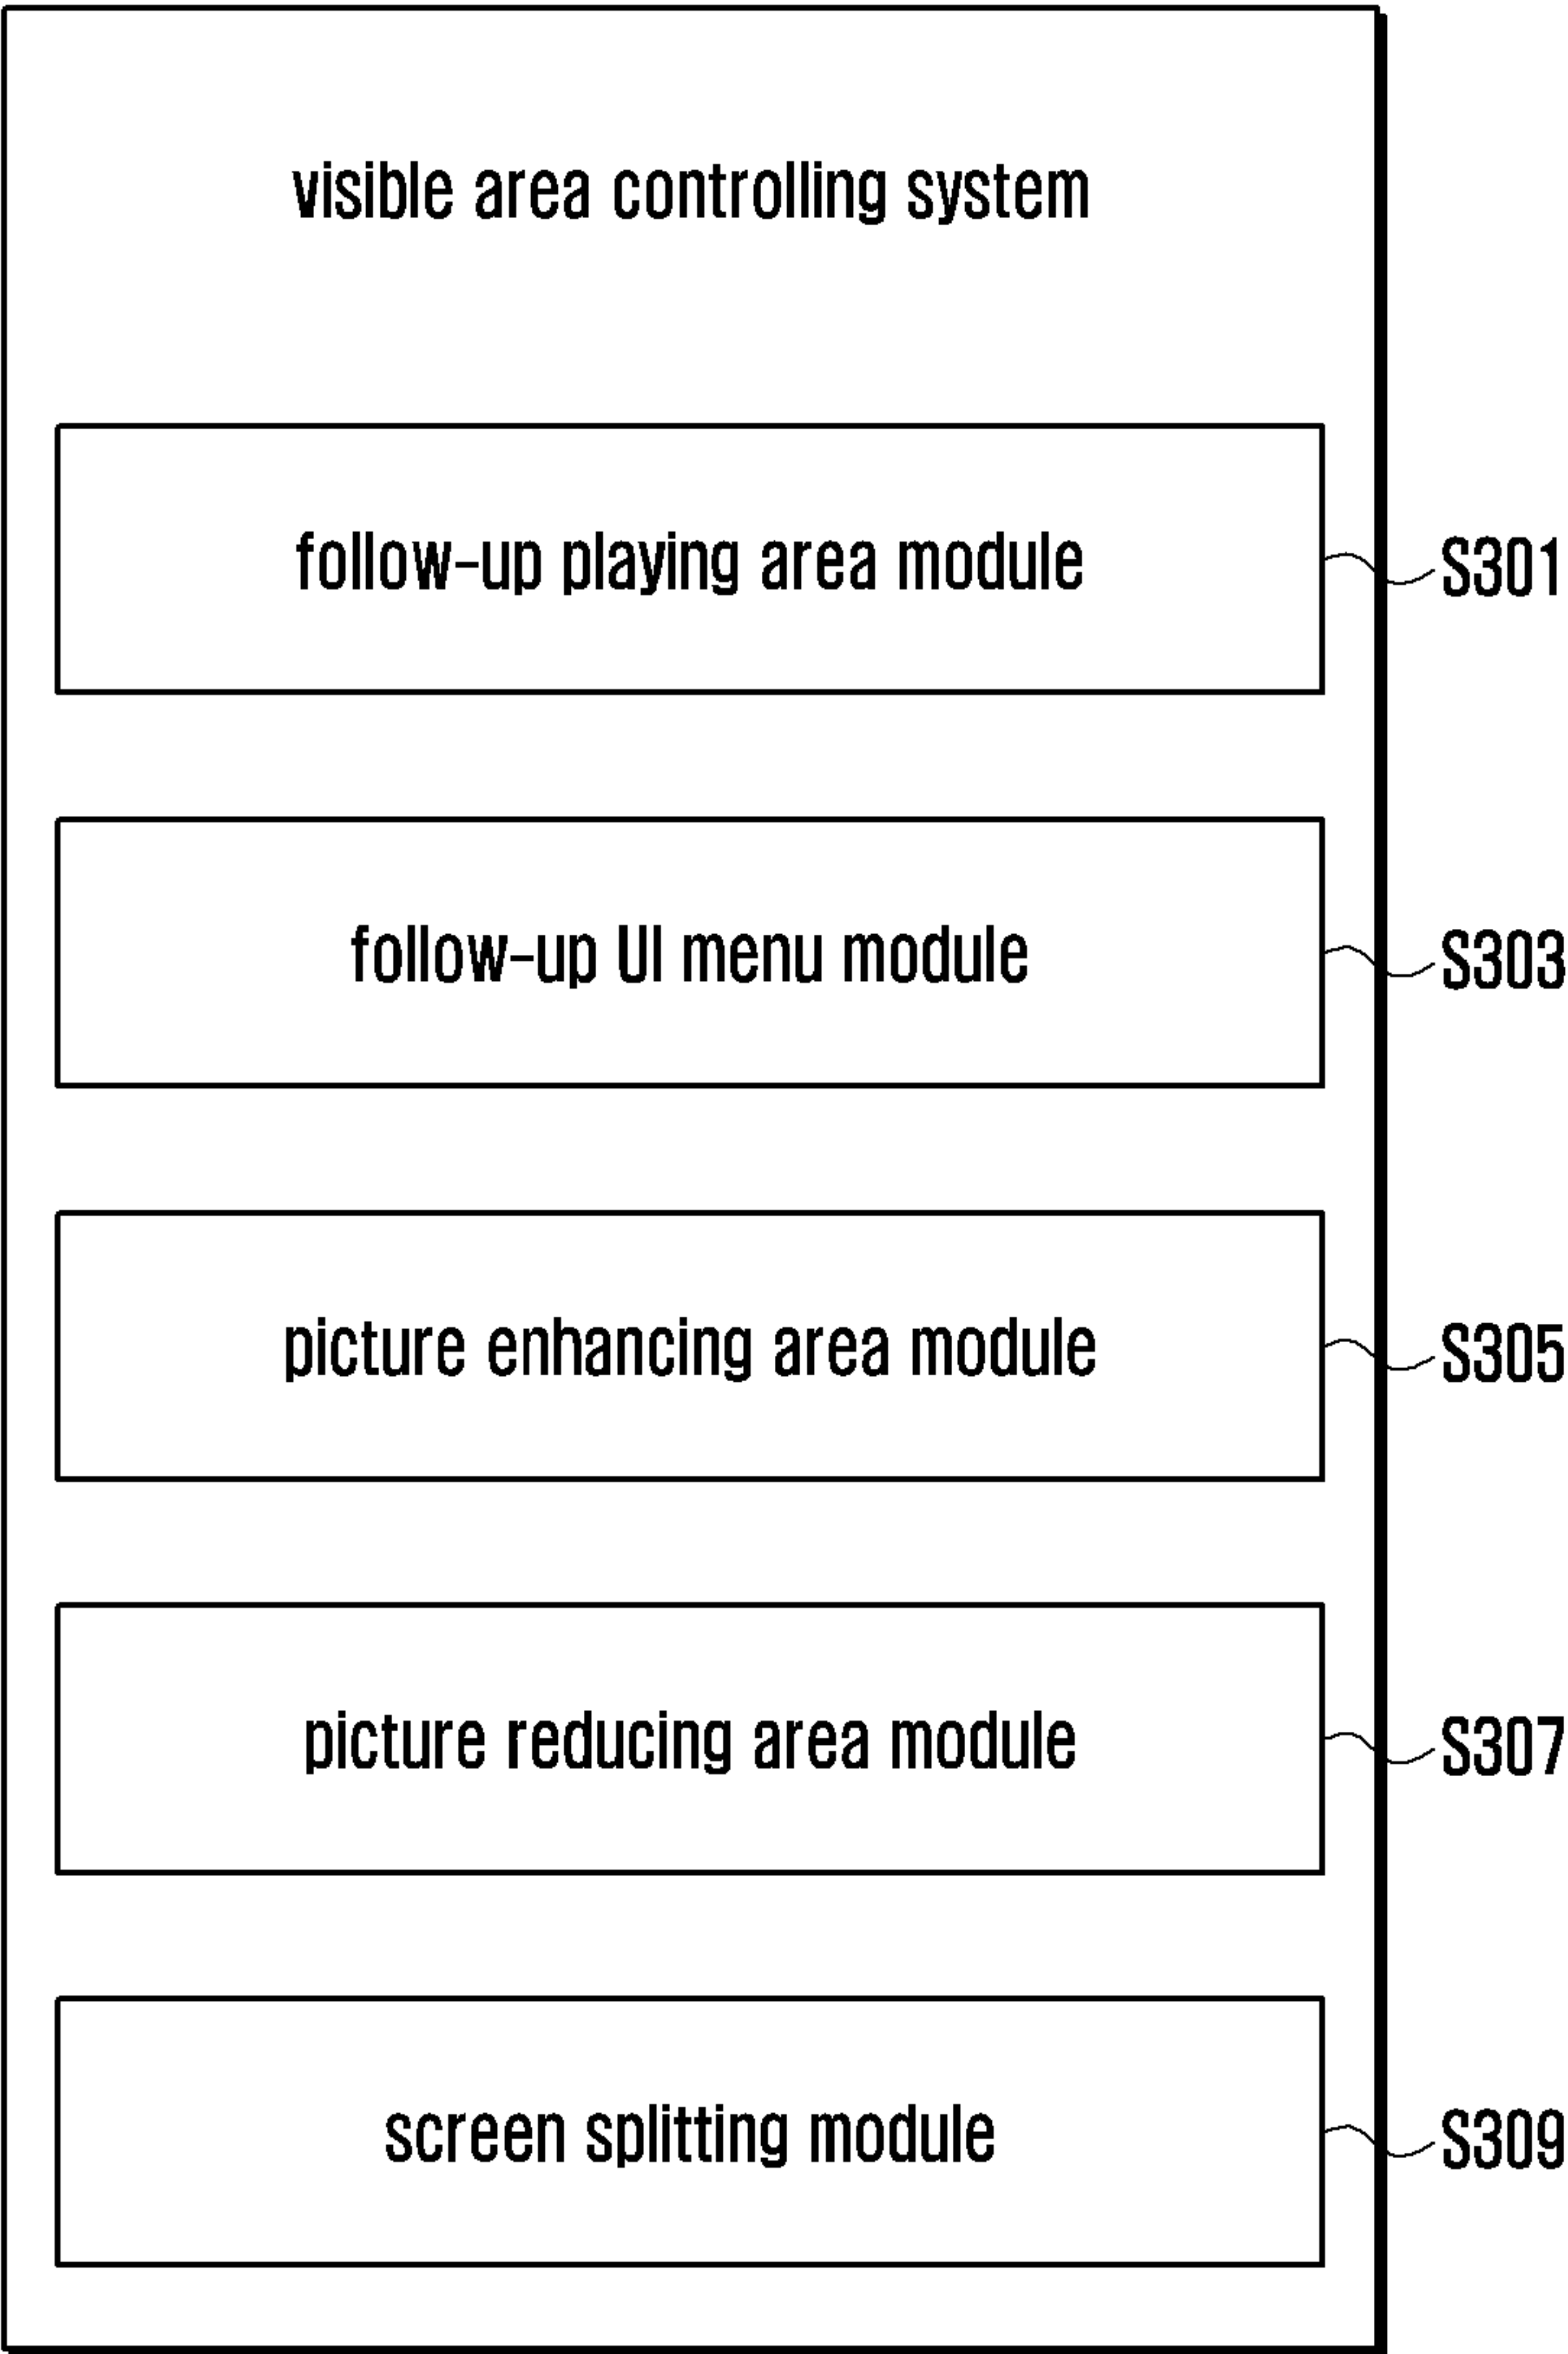 visible area controlling system
follow-up playing area module
S301
follow-up UI menu module
S303
picture enhancing area module
S305
picture reducing area module
S307
screen splitting module
S309